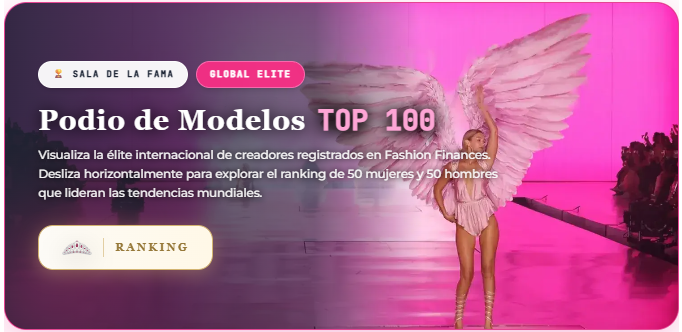 SALA DE LA FAMA
GLOBAL ELITE
Podio de Modelos TOP 100
Visualiza la élite internacional de creadores registrados en Fashion Finances.
Desliza horizontalmente para explorar el ranking de 50 mujeres y 50 hombres
que lideran las tendencias mundiales.
RANKING